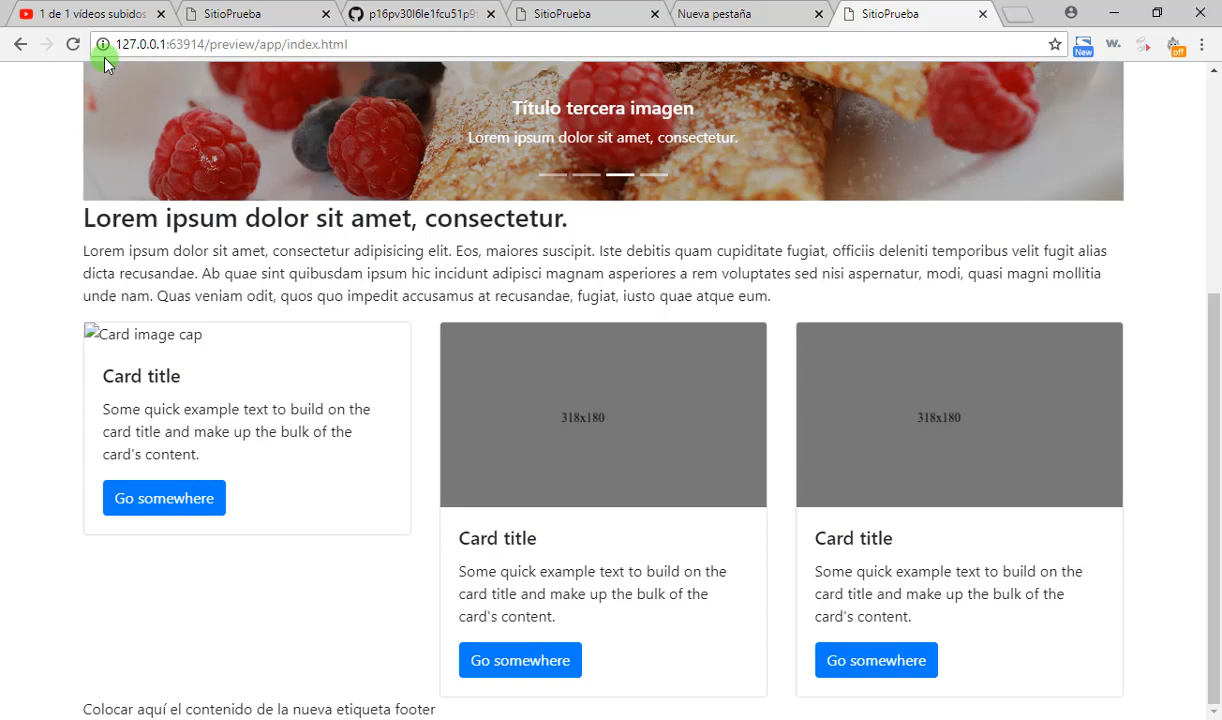 1 de 1 vídeos subidos
SitioPrueba
p16pv30l6le1fcu51p9
SitioPrueba
Nueva pestaña
SitioPrueba
127.0.0.1:63914/preview/app/index.html
New
W.
off
Título tercera imagen
Lorem ipsum dolor sit amet, consectetur.
Lorem ipsum dolor sit amet, consectetur.
Lorem ipsum dolor sit amet, consectetur adipisicing elit. Eos, maiores suscipit. Iste debitis quam cupiditate fugiat, officiis deleniti temporibus velit fugit alias
dicta recusandae. Ab quae sint quibusdam ipsum hic incidunt adipisci magnam asperiores a rem voluptates sed nisi aspernatur, modi, quasi magni mollitia
unde nam. Quas veniam odit, quos quo impedit accusamus at recusandae, fugiat, iusto quae atque eum.
Card image cap
Card title
Some quick example text to build on the
card title and make up the bulk of the
card's content.
Go somewhere
318x180
Card title
Some quick example text to build on the
card title and make up the bulk of the
card's content.
Go somewhere
318x180
Card title
Some quick example text to build on the
card title and make up the bulk of the
card's content.
Go somewhere
Colocar aquí el contenido de la nueva etiqueta footer